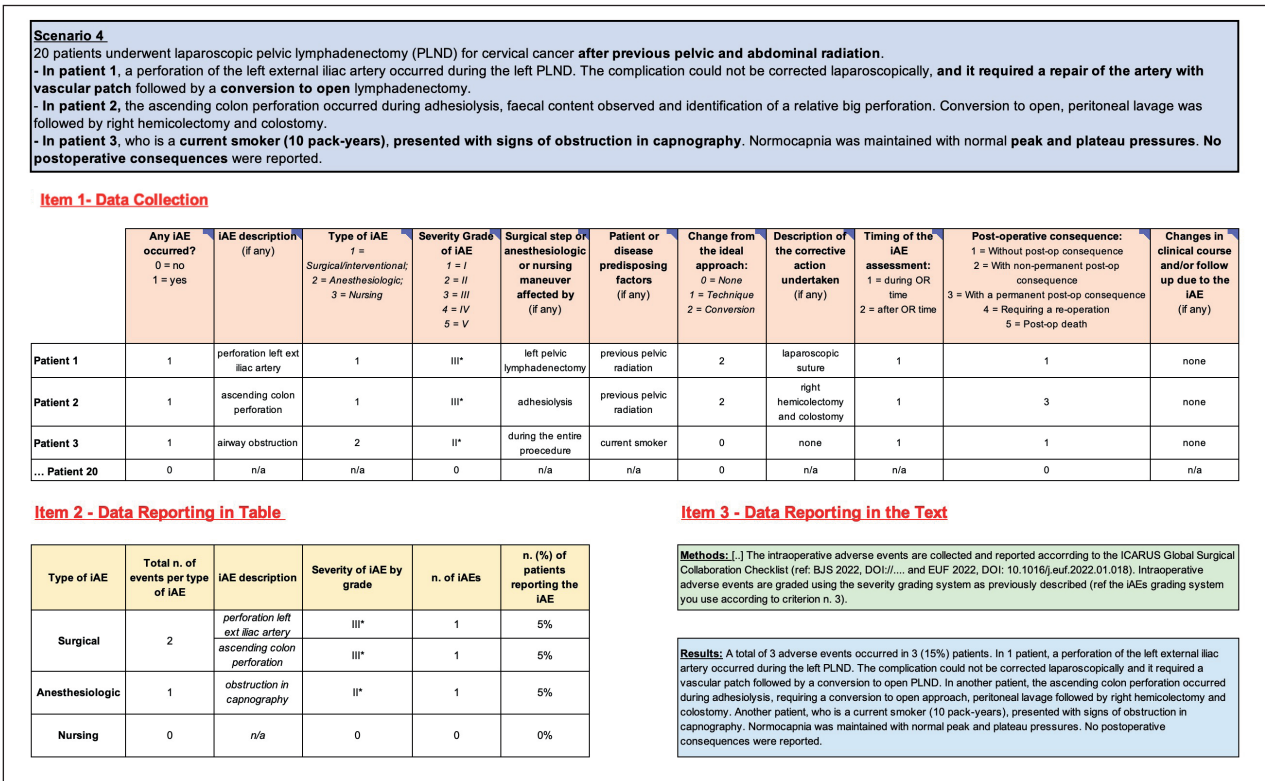 Scenario 4
20 patients underwent laparoscopic pelvic lymphadenectomy (PLND) for cervical cancer after previous pelvic and abdominal radiation.
- In patient 1, a perforation of the left external iliac artery occurred during the left PLND. The complication could not be corrected laparoscopically, and it required a repair of the artery with
vascular patch followed by a conversion to open lymphadenectomy.
- In patient 2, the ascending colon perforation occurred during adhesiolysis, faecal content observed and identification of a relative big perforation. Conversion to open, peritoneal lavage was
followed by right hemicolectomy and colostomy.
- In patient 3, who is a current smoker (10 pack-years), presented with signs of obstruction in capnography. Normocapnia was maintained with normal peak and plateau pressures. No
postoperative consequences were reported.
Item 1- Data Collection
Any iAE
occurred?
0 = no
1 = yes
iAE description
(if any)
Type of iAE
1 =
Surgical/interventional;
2 = Anesthesiologic;
3 = Nursing
Severity Grade
of iAE
1 = I
2 = II
3 = III
4 = IV
5 = V
Surgical step or
anesthesiologic
or nursing
maneuver
affected by
(if any)
Patient or
disease
predisposing
factors
(if any)
Change from
the ideal
approach:
0 = None
1 = Technique
2 = Conversion
Description of
the corrective
action
undertaken
(if any)
Timing of the
iAE
assessment:
1 = during OR
time
2 = after OR time
Post-operative consequence:
1 = Without post-op consequence
2 = With non-permanent post-op
consequence
3 = With a permanent post-op consequence
4 = Requiring a re-operation
5 = Post-op death
Changes in
clinical course
and/or follow
up due to the
iAE
(if any)
Patient 1
1
perforation left ext
iliac artery
1
III*
left pelvic
lymphadenectomy
previous pelvic
radiation
2
laparoscopic
suture
1
1
none
Patient 2
1
ascending colon
perforation
1
III*
adhesiolysis
previous pelvic
radiation
2
right
hemicolectomy
and colostomy
1
3
none
Patient 3
1
airway obstruction
2
II*
during the entire
proecedure
current smoker
0
none
1
1
none
... Patient 20
0
n/a
n/a
0
n/a
n/a
0
n/a
n/a
0
n/a
Item 2 - Data Reporting in Table
Type of iAE
Total n. of
events per type
of iAE
iAE description
Severity of iAE by
grade
n. of iAEs
n. (%) of
patients
reporting the
iAE
Surgical
2
perforation left
ext iliac artery
III*
1
5%
ascending colon
perforation
III*
1
5%
Anesthesiologic
1
obstruction in
capnography
II*
1
5%
Nursing
0
n/a
0
0
0%
Item 3 - Data Reporting in the Text
Methods: [..] The intraoperative adverse events are collected and reported accorrding to the ICARUS Global Surgical
Collaboration Checklist (ref: BJS 2022, DOI://.... and EUF 2022, DOI: 10.1016/j.euf.2022.01.018). Intraoperative
adverse events are graded using the severity grading system as previously described (ref the iAEs grading system
you use according to criterion n. 3).
Results: A total of 3 adverse events occurred in 3 (15%) patients. In 1 patient, a perforation of the left external iliac
artery occurred during the left PLND. The complication could not be corrected laparoscopically and it required a
vascular patch followed by a conversion to open PLND. In another patient, the ascending colon perforation occurred
during adhesiolysis, requiring a conversion to open approach, peritoneal lavage followed by right hemicolectomy and
colostomy. Another patient, who is a current smoker (10 pack-years), presented with signs of obstruction in
capnography. Normocapnia was maintained with normal peak and plateau pressures. No postoperative
consequences were reported.